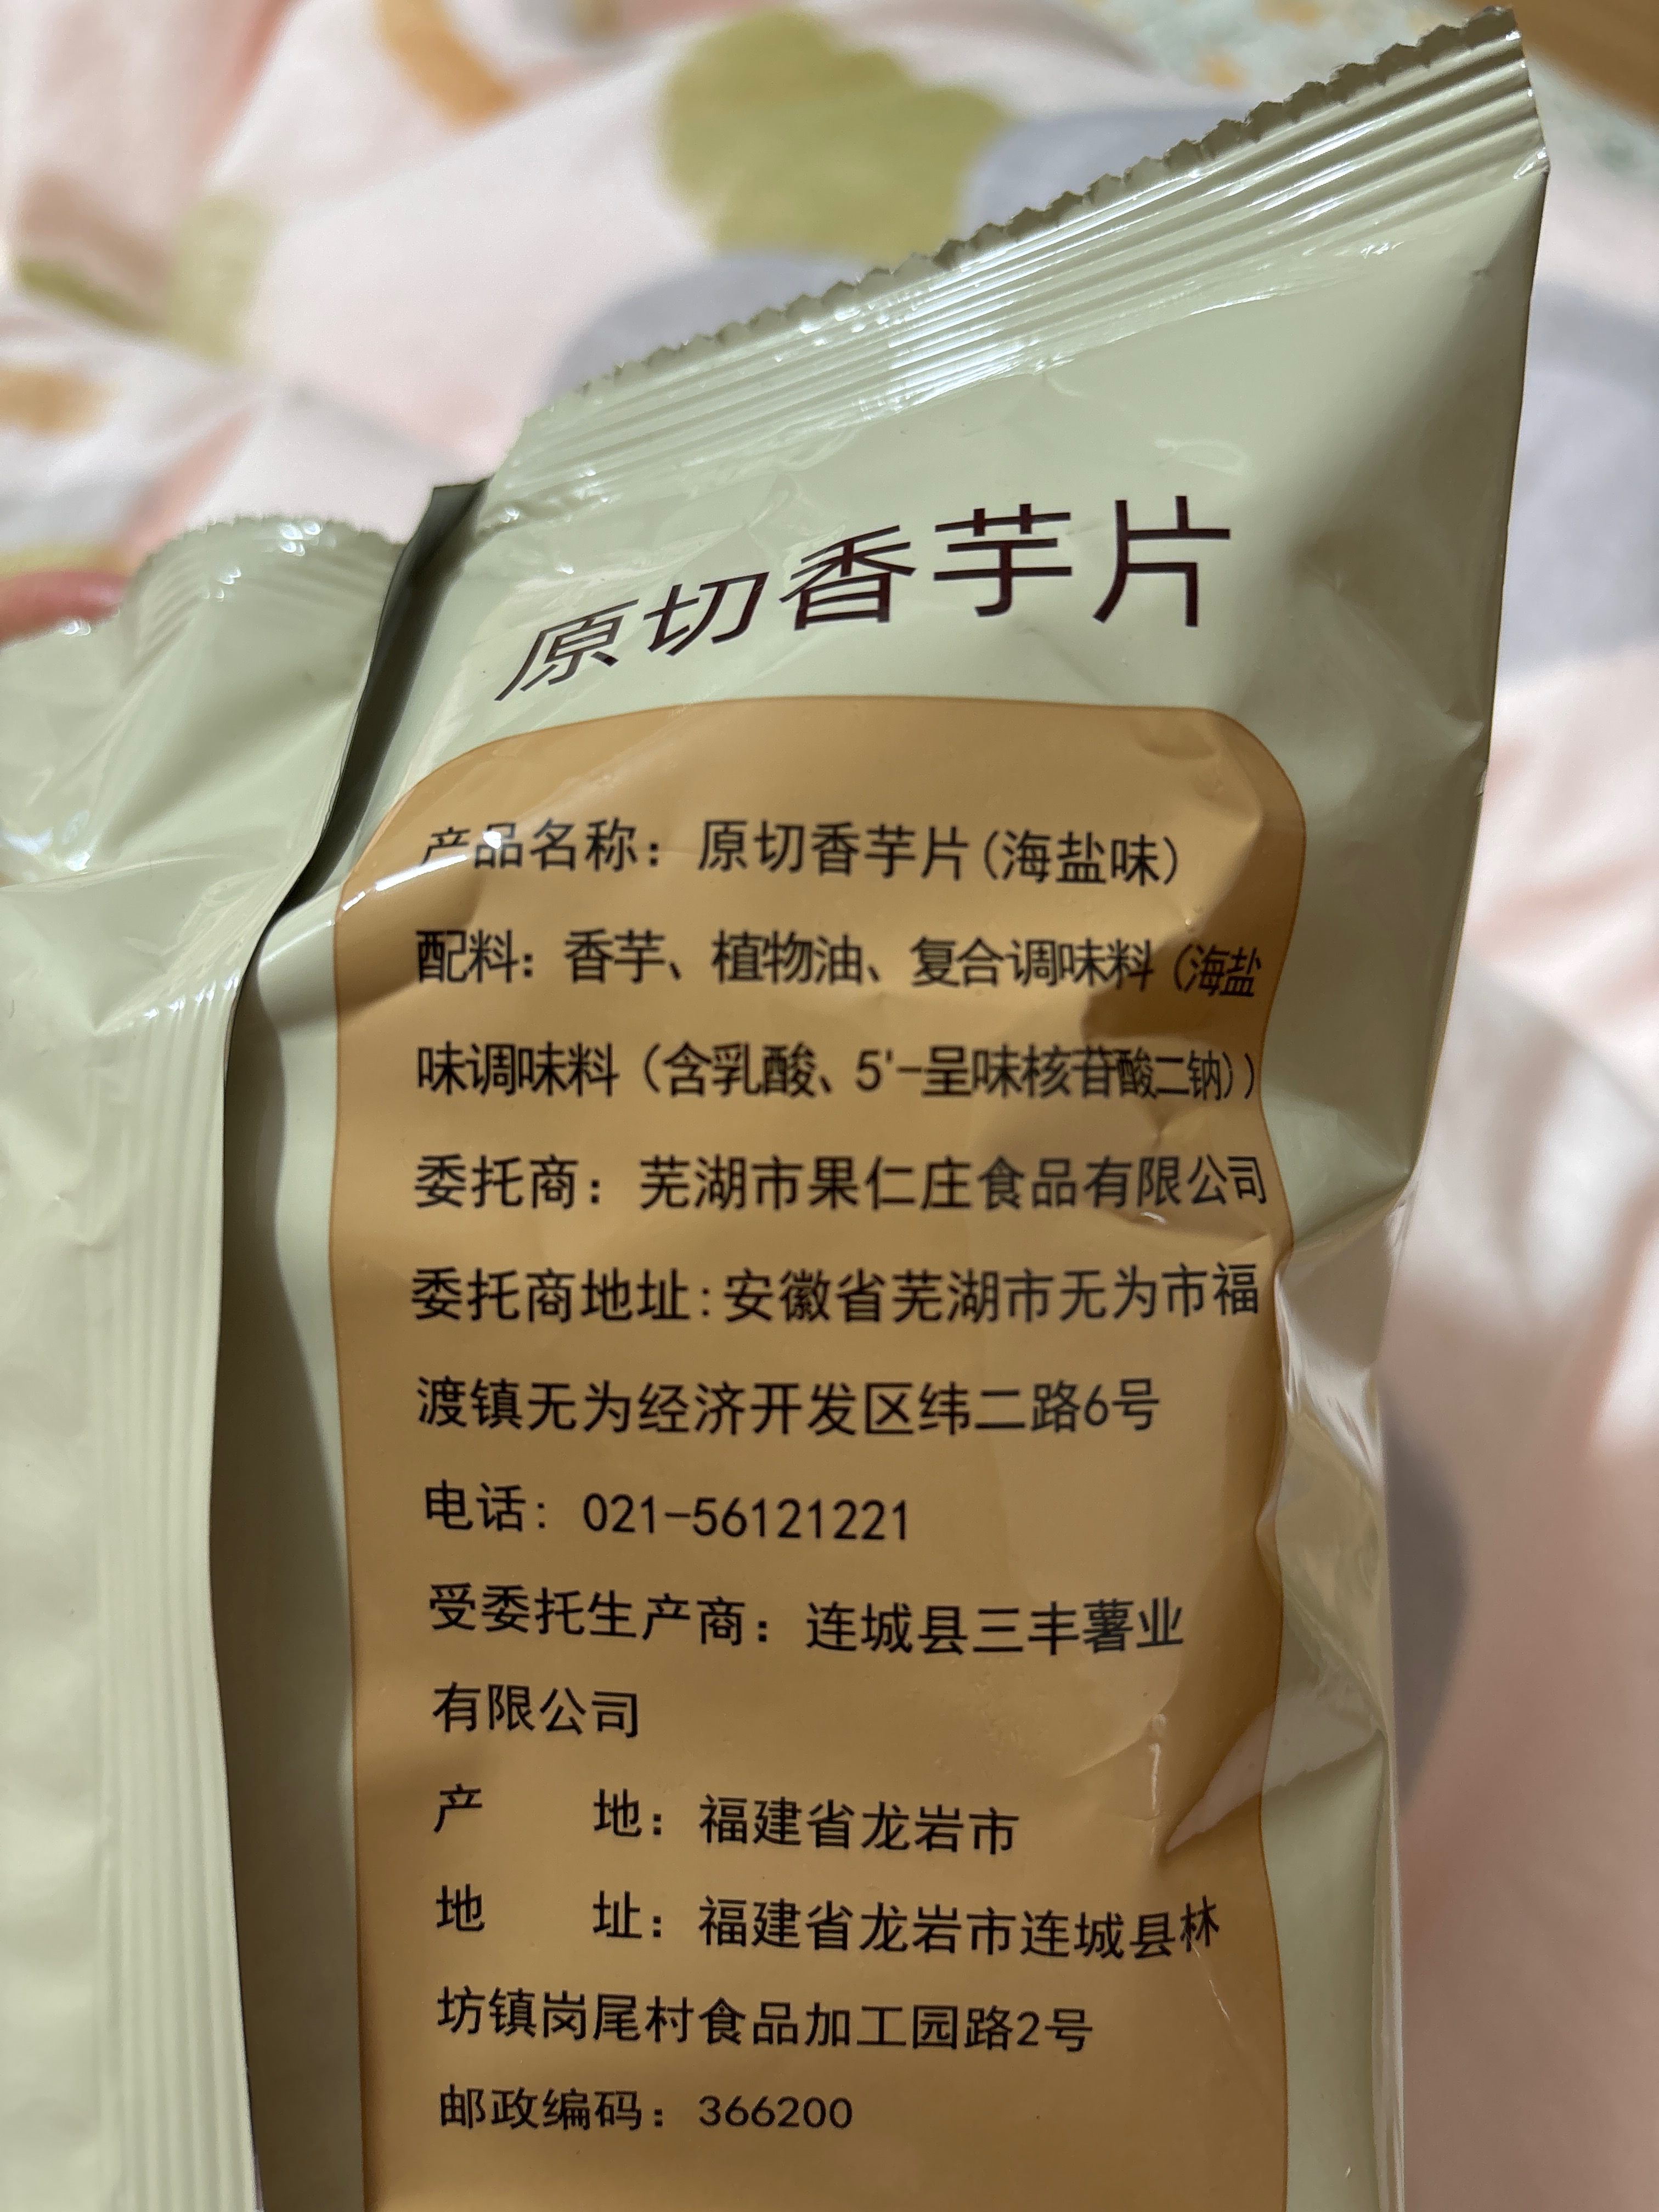 原切香芋片
产品名称：原切香芋片(海盐味)
配料：香芋、植物油、复合调味料（海盐
味调味料（含乳酸、5'-呈味核苷酸二钠））
委托商：芜湖市果仁庄食品有限公司
委托商地址:安徽省芜湖市无为市福
渡镇无为经济开发区纬二路6号
电话: 021-56121221
受委托生产商：连城县三丰薯业
有限公司
产 地：福建省龙岩市
地 址：福建省龙岩市连城县林
坊镇岗尾村食品加工园路2号
邮政编码：366200